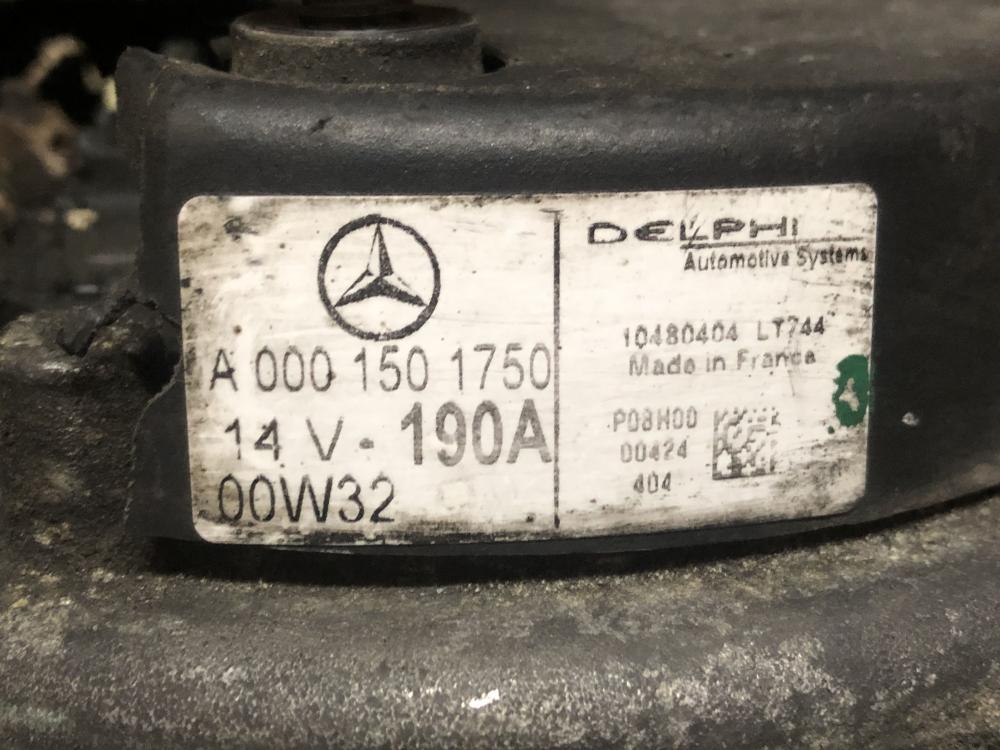 A 000 150 1750
14 V - 190A
00W32
DELPHI
Automotive Systems
10480404 LT744
Made in France
P08H00
00424
404